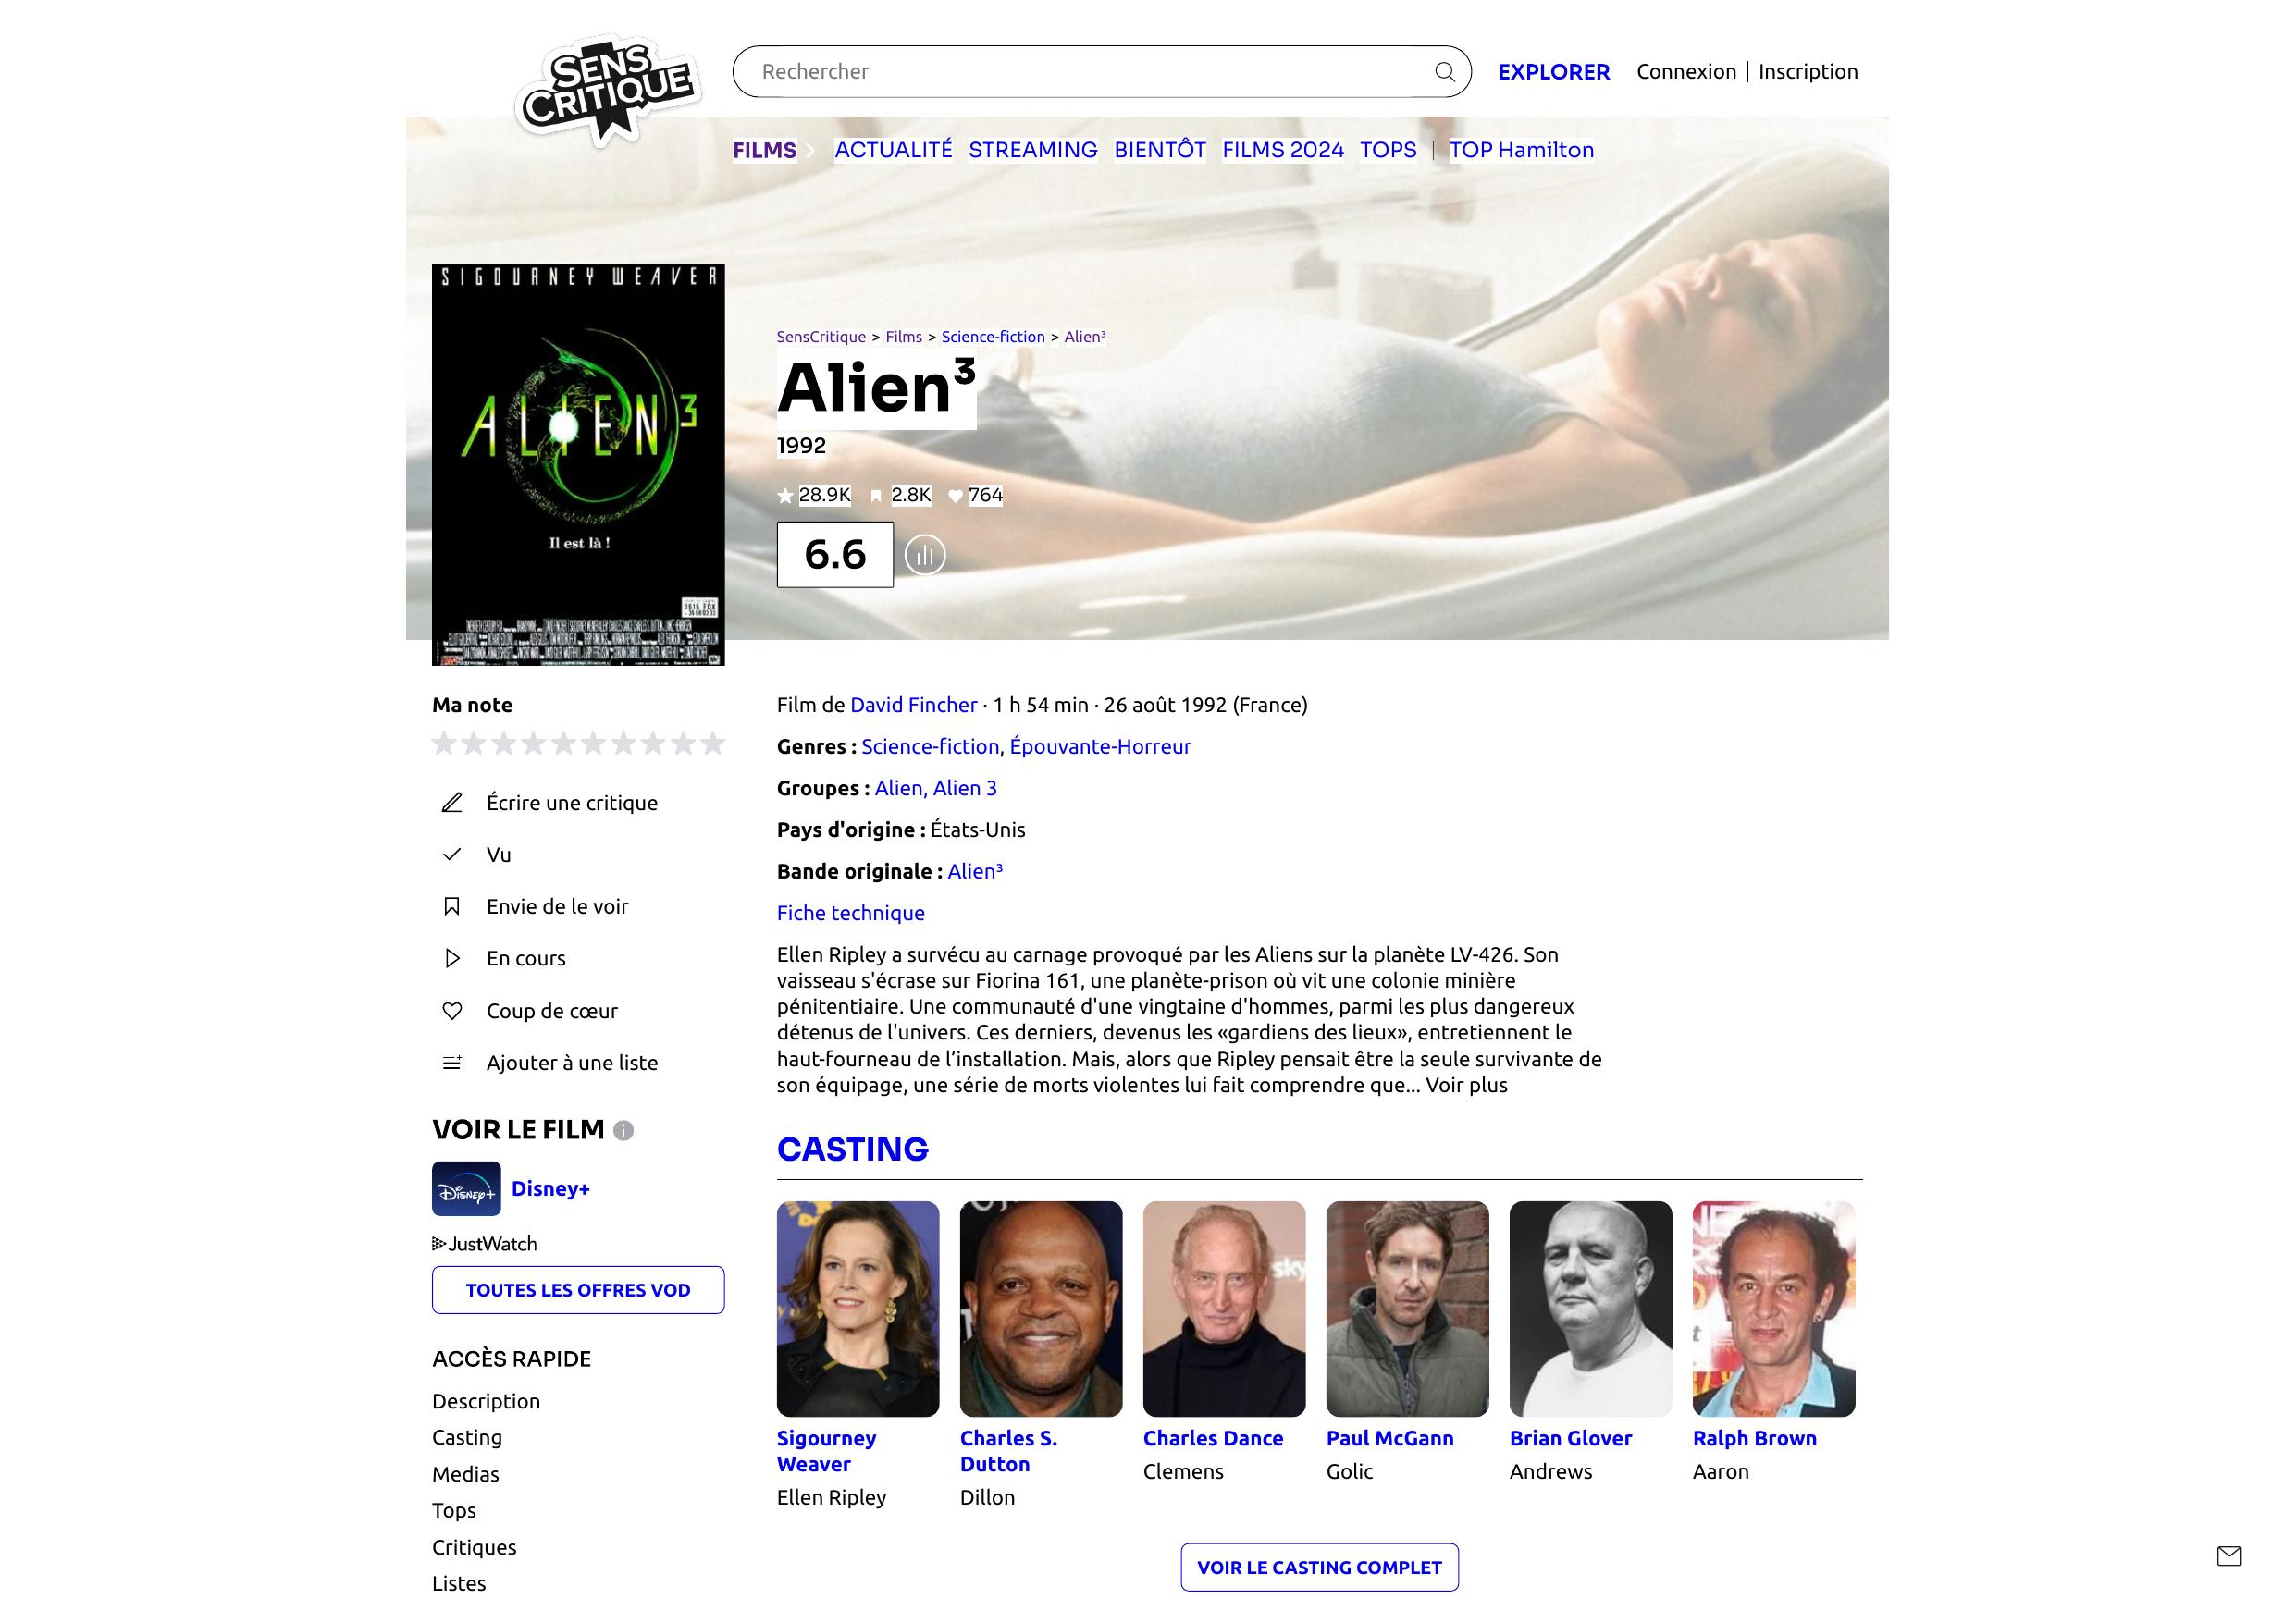 SENS
CRITIQUE
Rechercher
EXPLORER
Connexion
Inscription
FILMS
ACTUALITÉ
STREAMING
BIENTÔT
FILMS 2024
TOPS
TOP Hamilton
SIGOURNEY WEAVER
ALIEN³
Il est là !
3615 FOX
SensCritique > Films > Science-fiction > Alien³
Alien³
1992
28.9K
2.8K
764
6.6
Ma note
Écrire une critique
Vu
Envie de le voir
En cours
Coup de cœur
Ajouter à une liste
VOIR LE FILM
Disney+
Disney+
JustWatch
TOUTES LES OFFRES VOD
ACCÈS RAPIDE
Description
Casting
Medias
Tops
Critiques
Listes
Film de David Fincher · 1 h 54 min · 26 août 1992 (France)
Genres : Science-fiction, Épouvante-Horreur
Groupes : Alien, Alien 3
Pays d'origine : États-Unis
Bande originale : Alien³
Fiche technique
Ellen Ripley a survécu au carnage provoqué par les Aliens sur la planète LV-426. Son
vaisseau s'écrase sur Fiorina 161, une planète-prison où vit une colonie minière
pénitentiaire. Une communauté d'une vingtaine d'hommes, parmi les plus dangereux
détenus de l'univers. Ces derniers, devenus les «gardiens des lieux», entretiennent le
haut-fourneau de l’installation. Mais, alors que Ripley pensait être la seule survivante de
son équipage, une série de morts violentes lui fait comprendre que... Voir plus
CASTING
sky
Sigourney
Weaver
Ellen Ripley
Charles S.
Dutton
Dillon
Charles Dance
Clemens
Paul McGann
Golic
Brian Glover
Andrews
Ralph Brown
Aaron
VOIR LE CASTING COMPLET